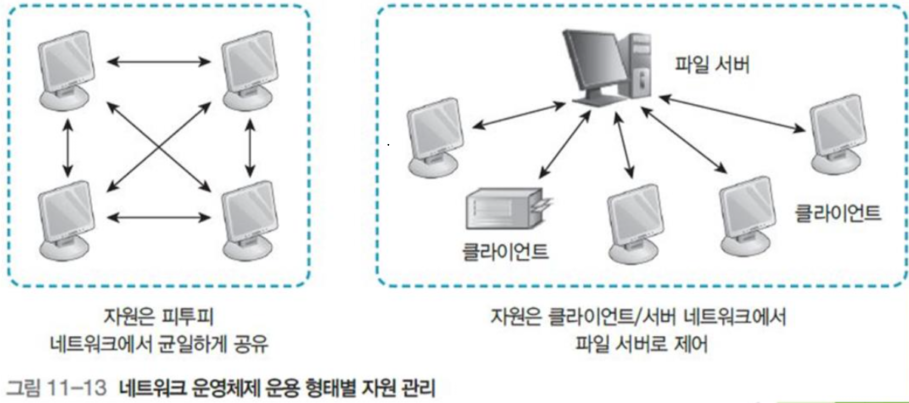 파일 서버
클라이언트
클라이언트
자원은 피투피
네트워크에서 균일하게 공유
자원은 클라이언트/서버 네트워크에서
파일 서버로 제어
그림 11-13 네트워크 운영체제 운용 형태별 자원 관리